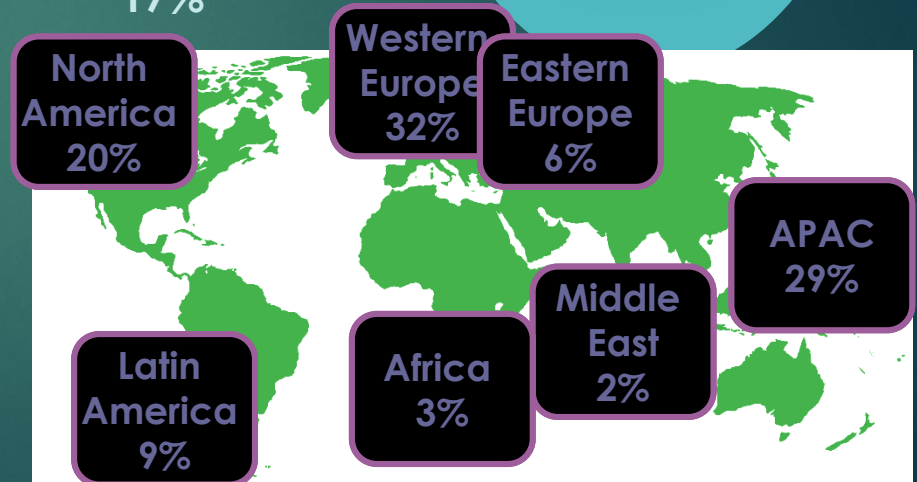 17%
North
America
20%
Western
Europe
32%
Eastern
Europe
6%
APAC
29%
Middle
East
2%
Africa
3%
Latin
America
9%